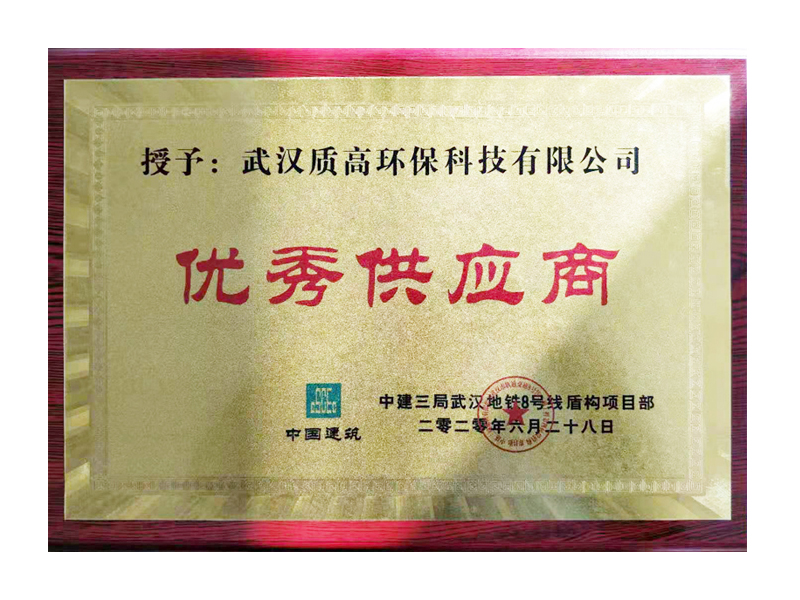 授予：武汉质高环保科技有限公司
优秀供应商
中国建筑
中建三局武汉地铁8号线盾构项目部
二零二零年六月二十八日